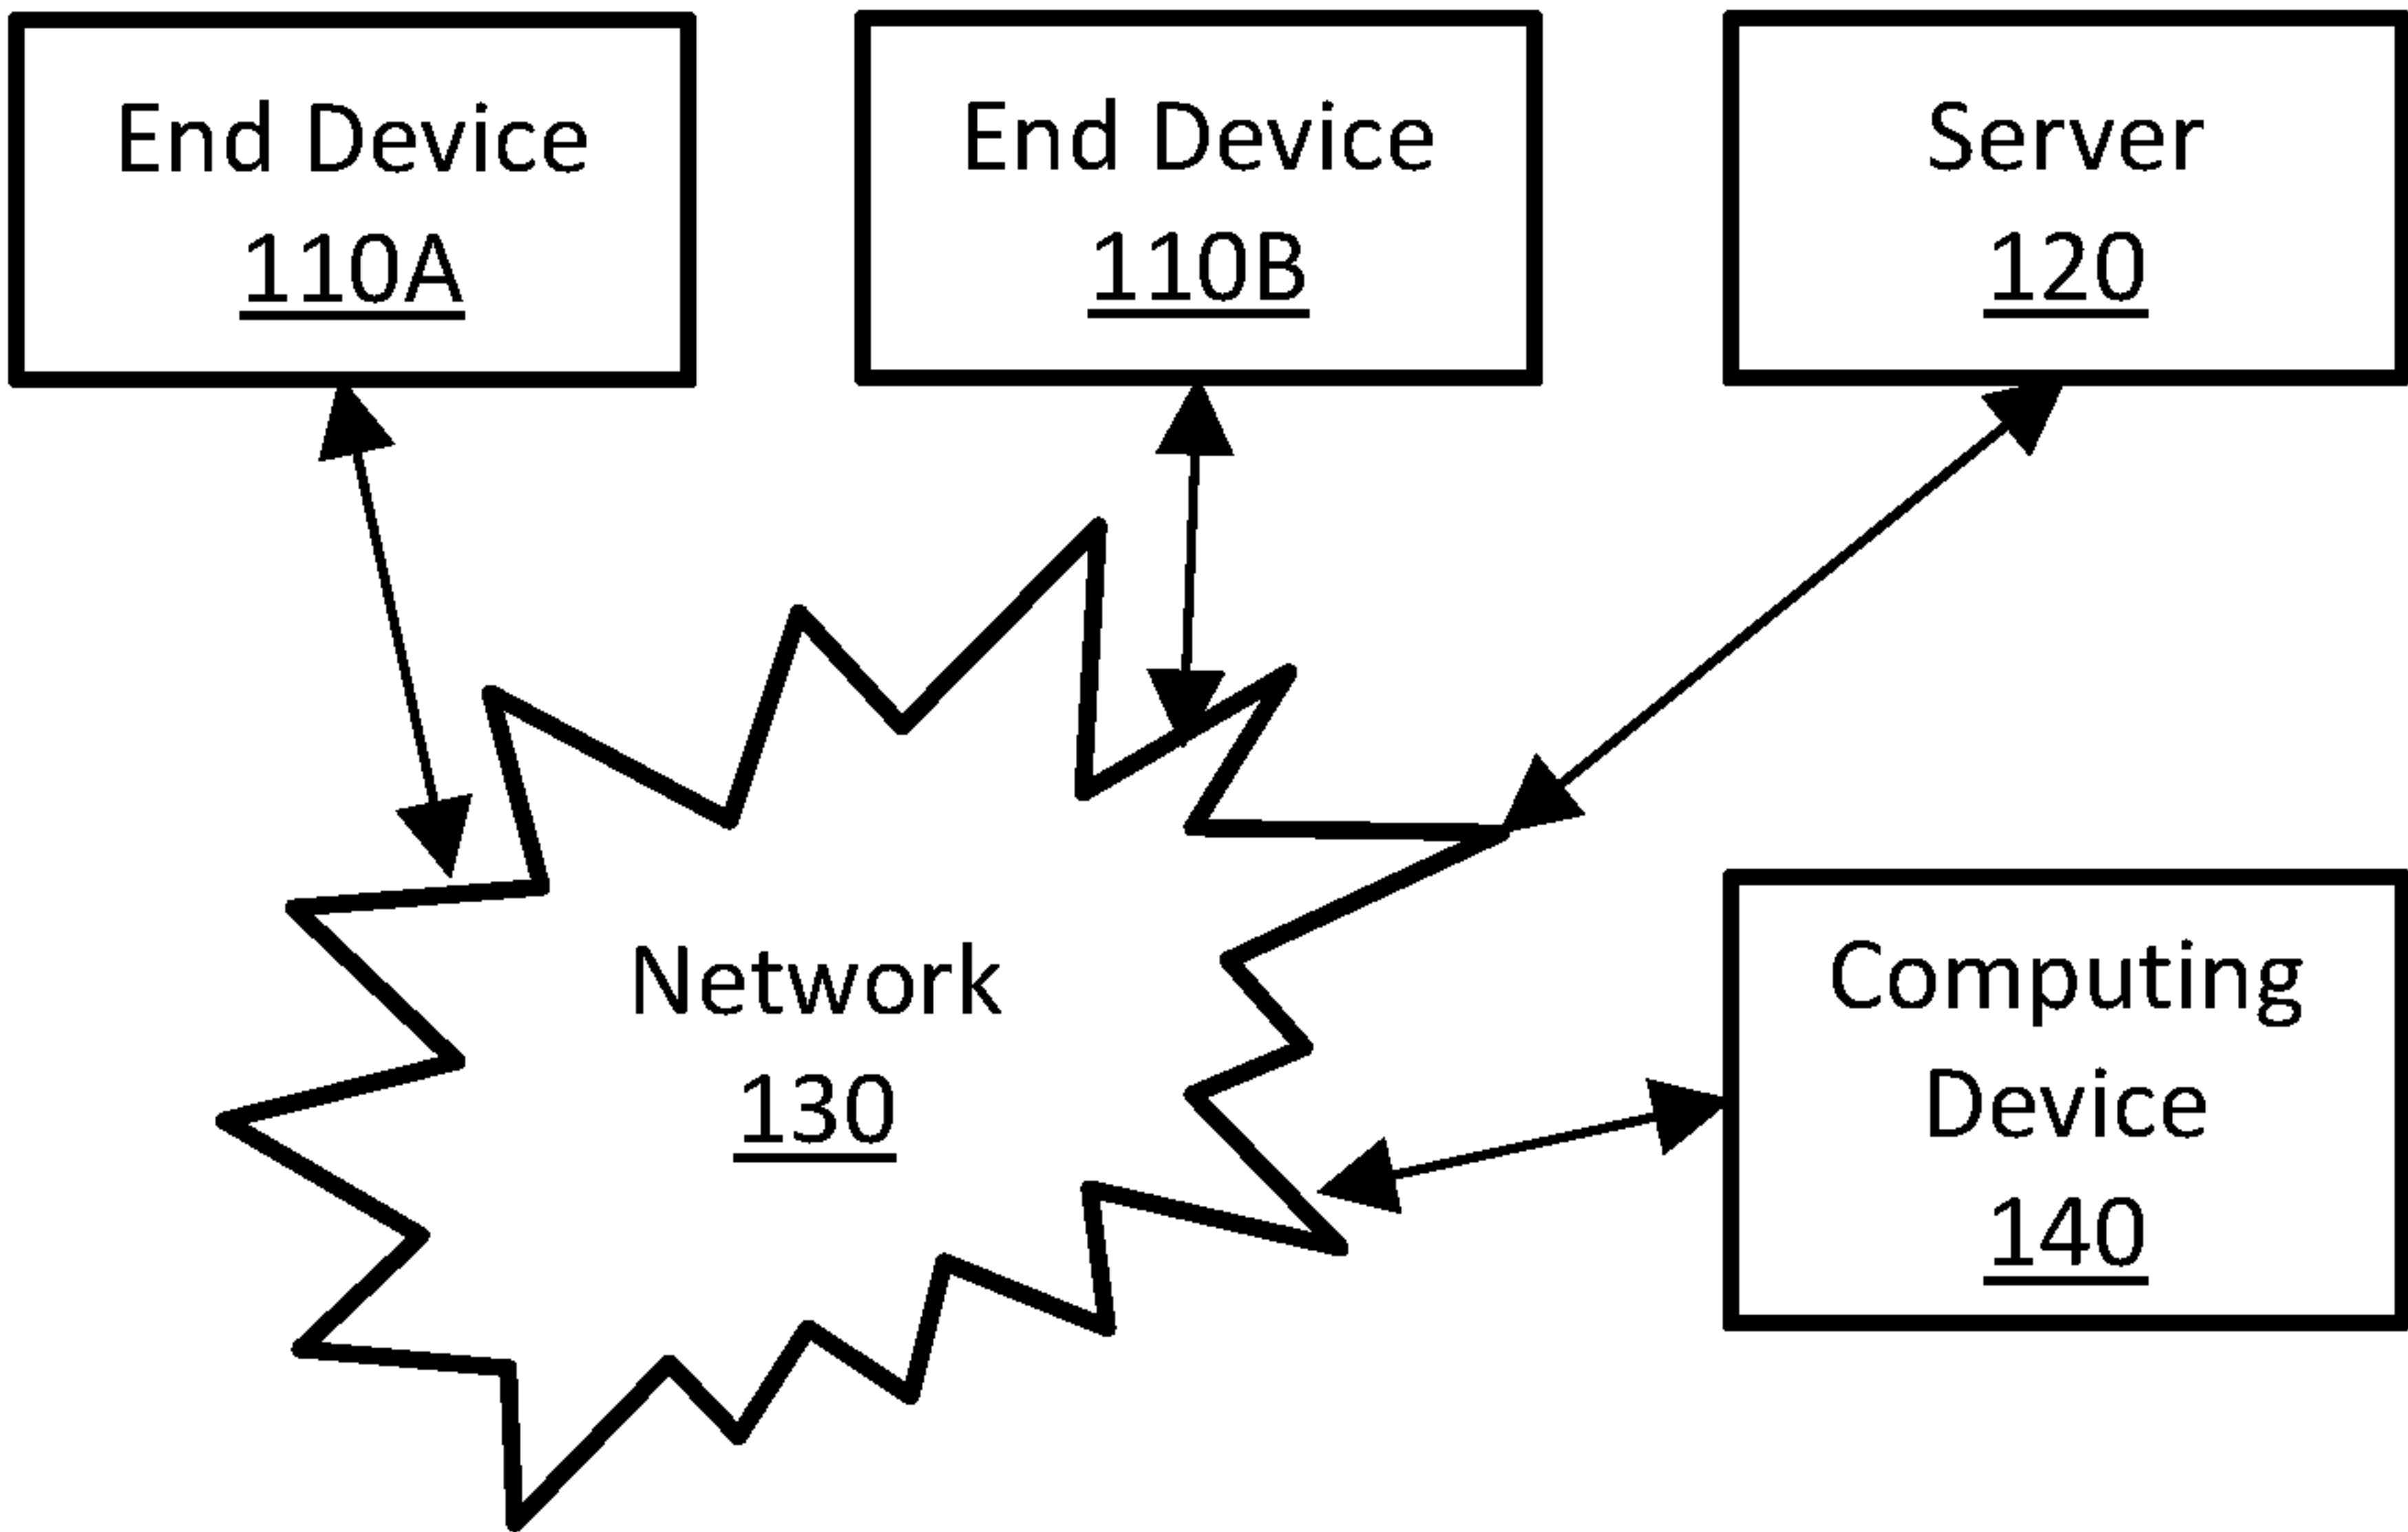 End Device
110A
End Device
110B
Server
120
Network
130
Computing
Device
140